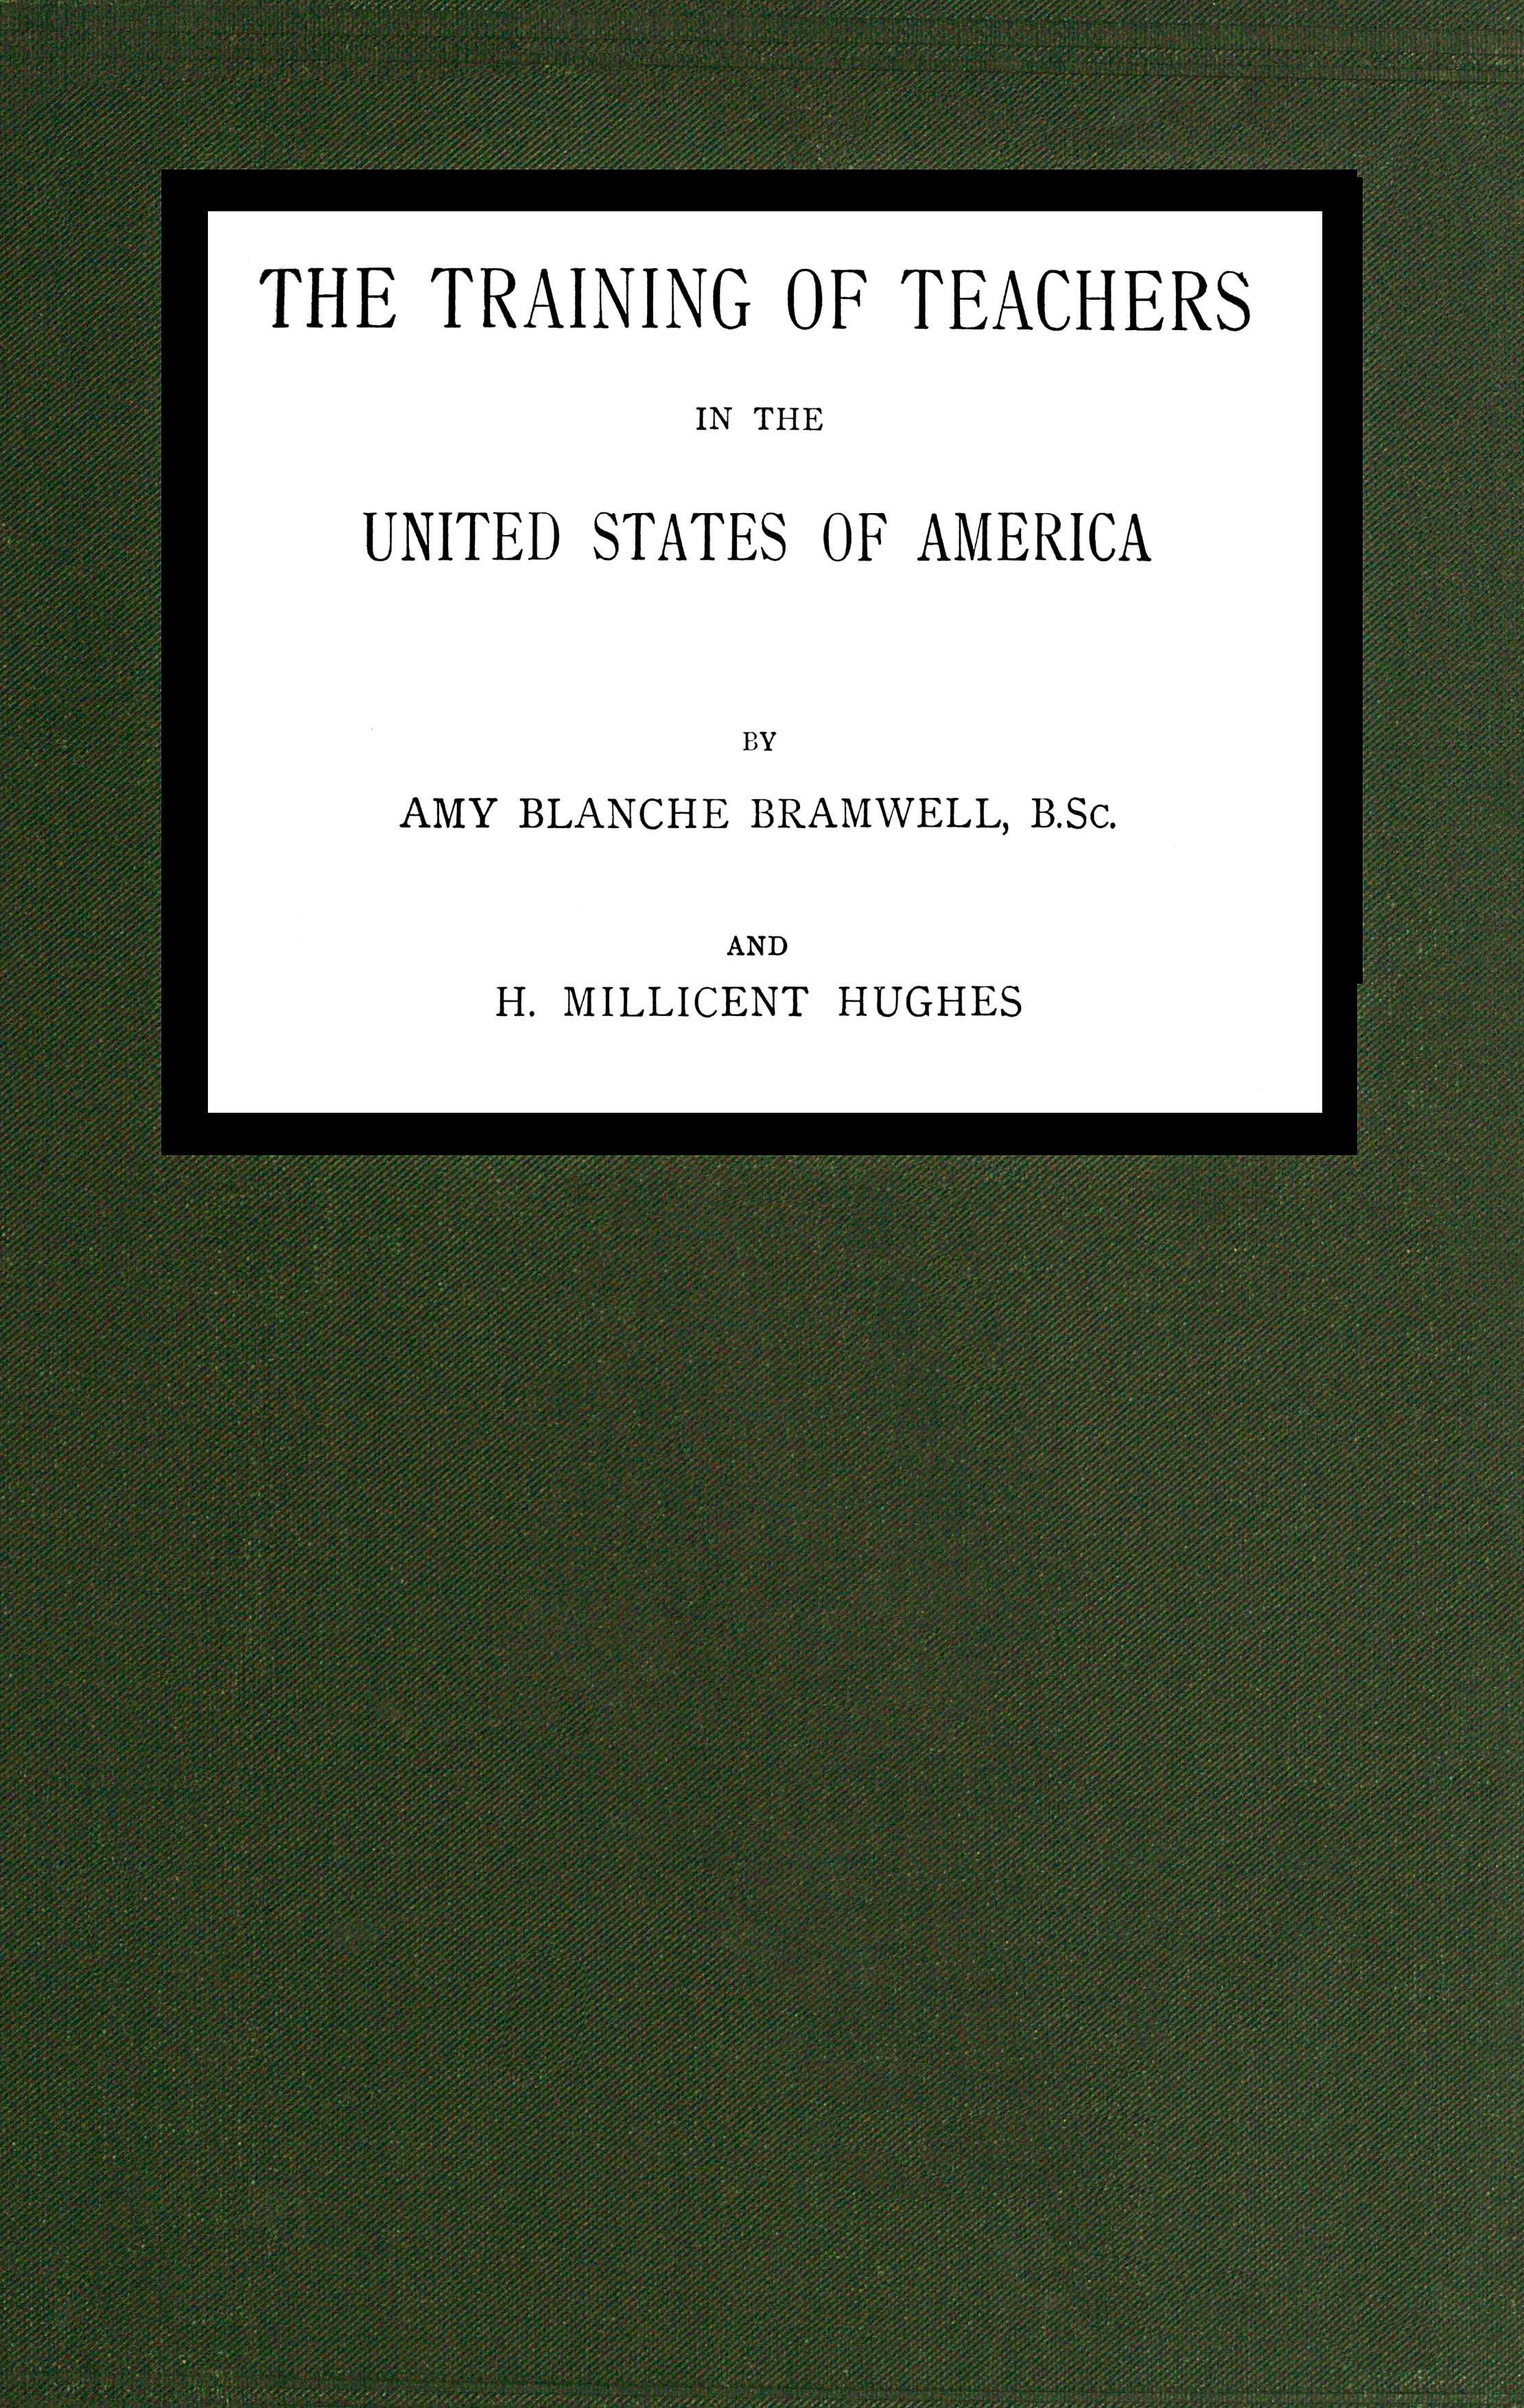 THE TRAINING OF TEACHERS
IN THE
UNITED STATES OF AMERICA
BY
AMY BLANCHE BRAMWELL, B.Sc.
AND
H. MILLICENT HUGHES